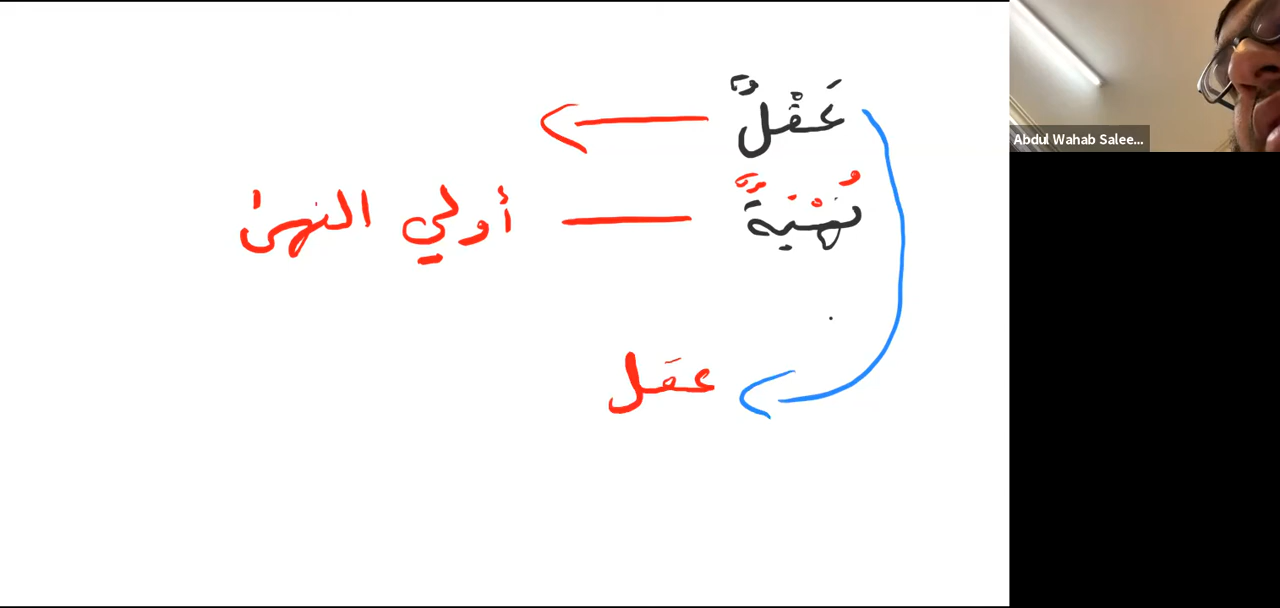 عَقْلٌ
نُهْيَةٌ — أولي النهى
عقل
Abdul Wahab Salee...